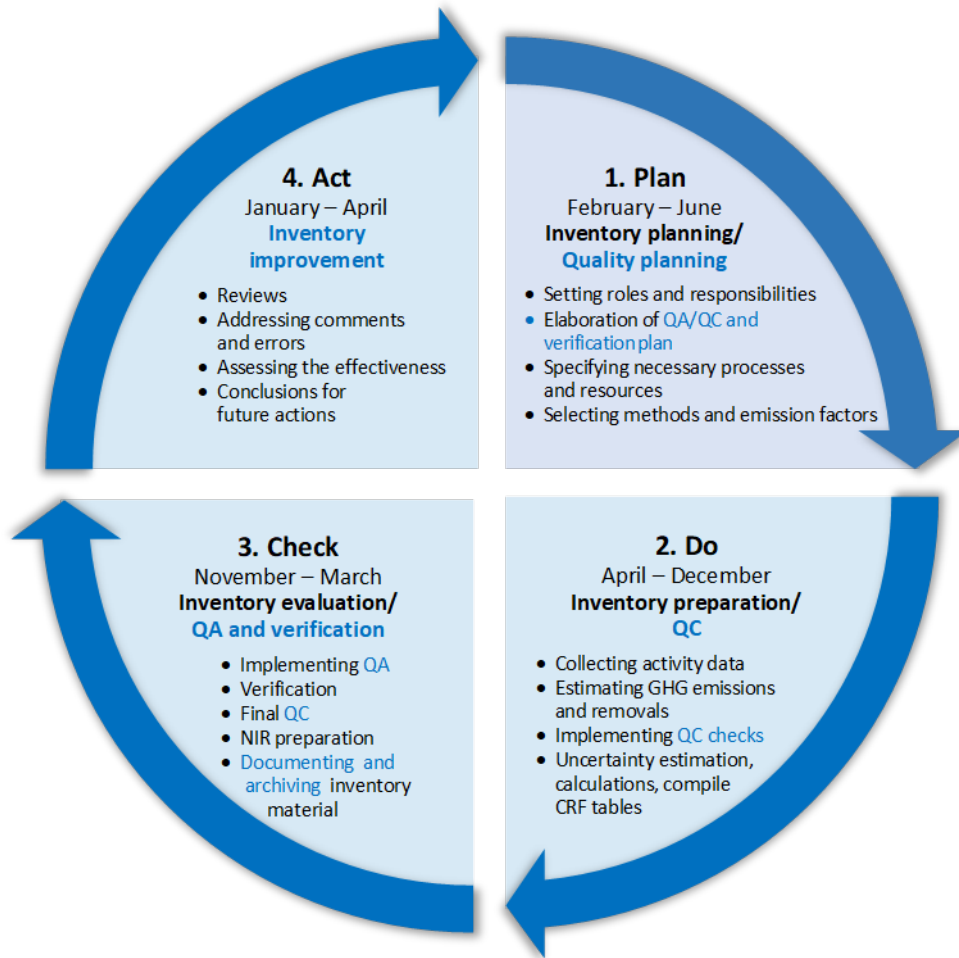 4. Act
January – April
Inventory
improvement
• Reviews
• Addressing comments
and errors
• Assessing the effectiveness
• Conclusions for
future actions
1. Plan
February – June
Inventory planning/
Quality planning
• Setting roles and responsibilities
• Elaboration of QA/QC and
verification plan
• Specifying necessary processes
and resources
• Selecting methods and emission factors
3. Check
November – March
Inventory evaluation/
QA and verification
• Implementing QA
• Verification
• Final QC
• NIR preparation
• Documenting and
archiving inventory
material
2. Do
April – December
Inventory preparation/
QC
• Collecting activity data
• Estimating GHG emissions
and removals
• Implementing QC checks
• Uncertainty estimation,
calculations, compile
CRF tables